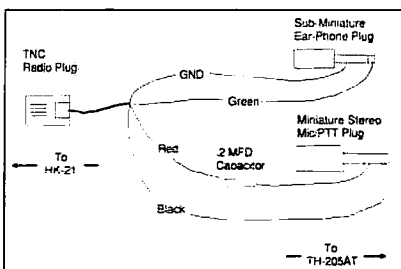 Sub-Miniature
Ear-Phone Plug
TNC
Radio Plug
GND
Green
Miniature Stereo
Mic/PTT Plug
Red
.2 MFD
Capacitor
To
HK-21
Black
To
TH-205AT